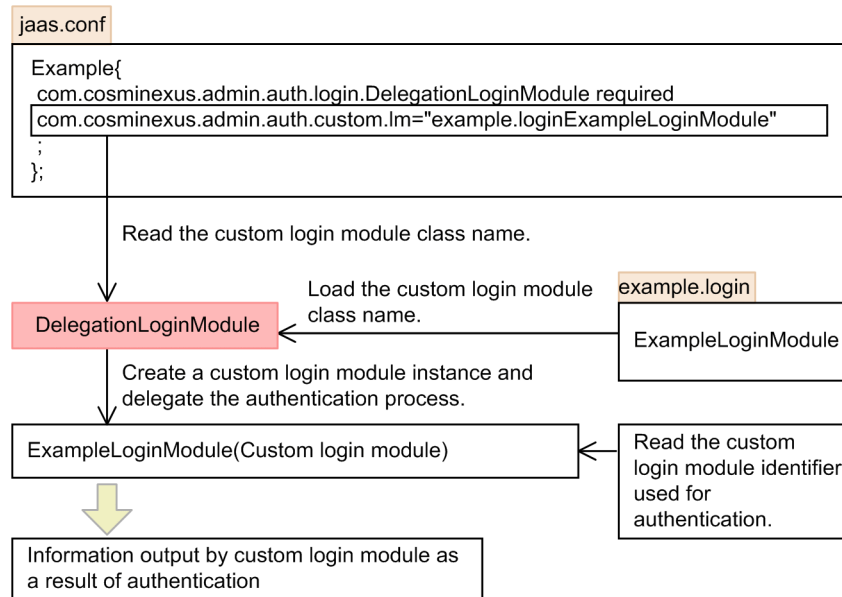 jaas.conf
Example{
com.cosminexus.admin.auth.login.DelegationLoginModule required
com.cosminexus.admin.auth.custom.lm="example.loginExampleLoginModule"
;
};
Read the custom login module class name.
Load the custom login module
class name.
example.login
ExampleLoginModule
DelegationLoginModule
Create a custom login module instance and
delegate the authentication process.
ExampleLoginModule(Custom login module)
Read the custom
login module identifier
used for
authentication.
Information output by custom login module as
a result of authentication